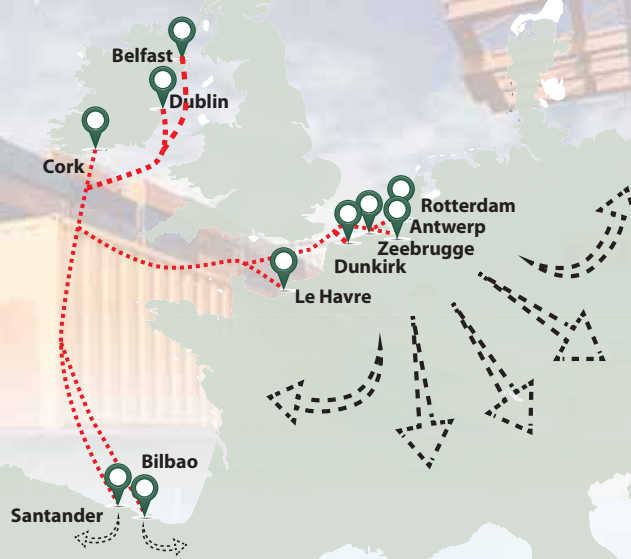 Belfast
Dublin
Cork
Rotterdam
Antwerp
Zeebrugge
Dunkirk
Le Havre
Bilbao
Santander